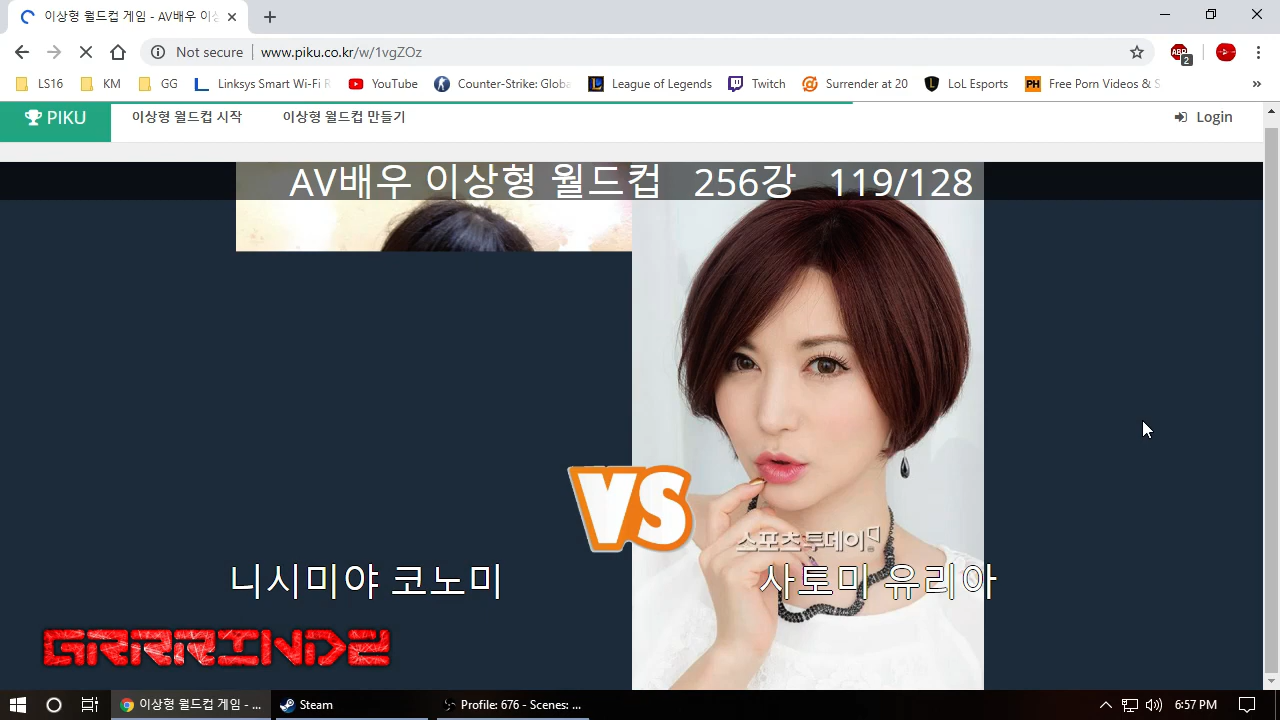 이상형 월드컵 게임 - AV배우 이상
Not secure
www.piku.co.kr/w/1vgZOz
ABP
2
LS16
KM
GG
Linksys Smart Wi-Fi R
YouTube
Counter-Strike: Globa
League of Legends
Twitch
Surrender at 20
LoL Esports
PH
Free Porn Videos & S
PIKU
이상형 월드컵 시작
이상형 월드컵 만들기
Login
AV배우 이상형 월드컵 256강 119/128
VS
스포츠 투데이
니시미야 코노미
사토미 유리아
GRRRINDZ
이상형 월드컵 게임 - ...
Steam
Profile: 676 - Scenes: ...
6:57 PM